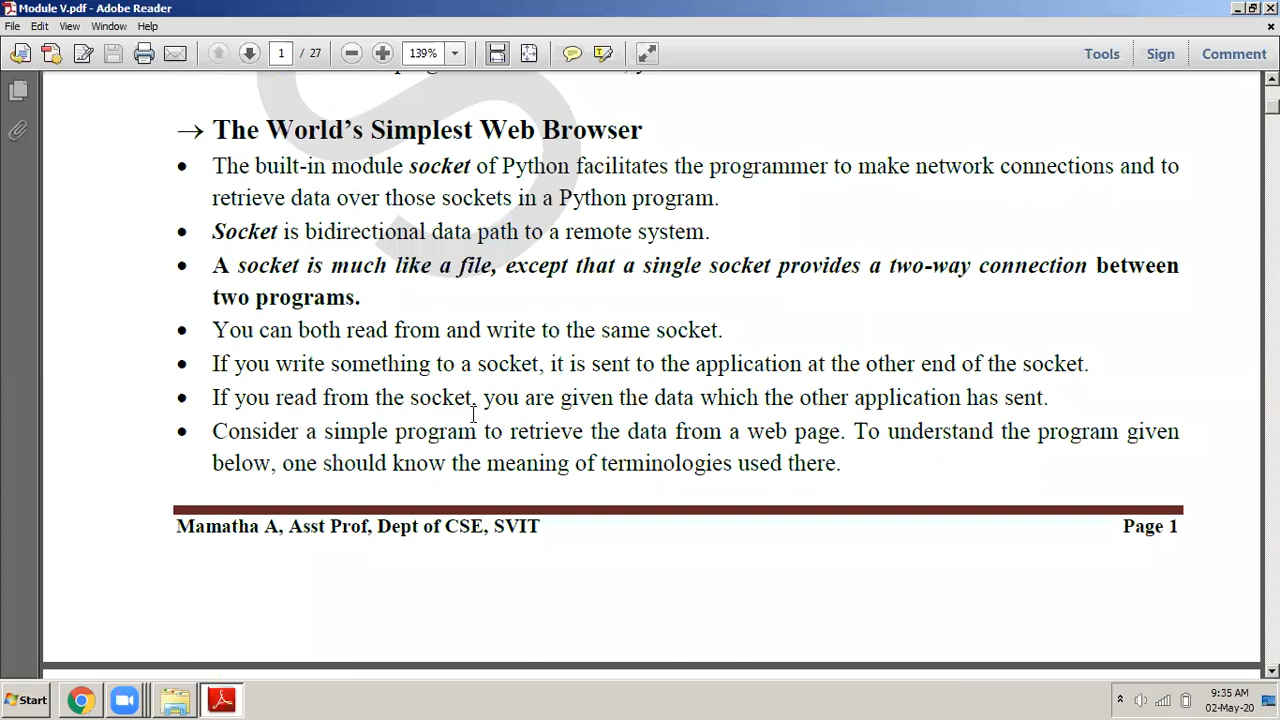 Module V.pdf - Adobe Reader
File Edit View Window Help
1 / 27 139% Tools Sign Comment
→ The World's Simplest Web Browser
• The built-in module socket of Python facilitates the programmer to make network connections and to
retrieve data over those sockets in a Python program.
• Socket is bidirectional data path to a remote system.
• A socket is much like a file, except that a single socket provides a two-way connection between
two programs.
• You can both read from and write to the same socket.
• If you write something to a socket, it is sent to the application at the other end of the socket.
• If you read from the socket, you are given the data which the other application has sent.
• Consider a simple program to retrieve the data from a web page. To understand the program given
below, one should know the meaning of terminologies used there.
Mamatha A, Asst Prof, Dept of CSE, SVIT Page 1
Start 9:35 AM
02-May-20